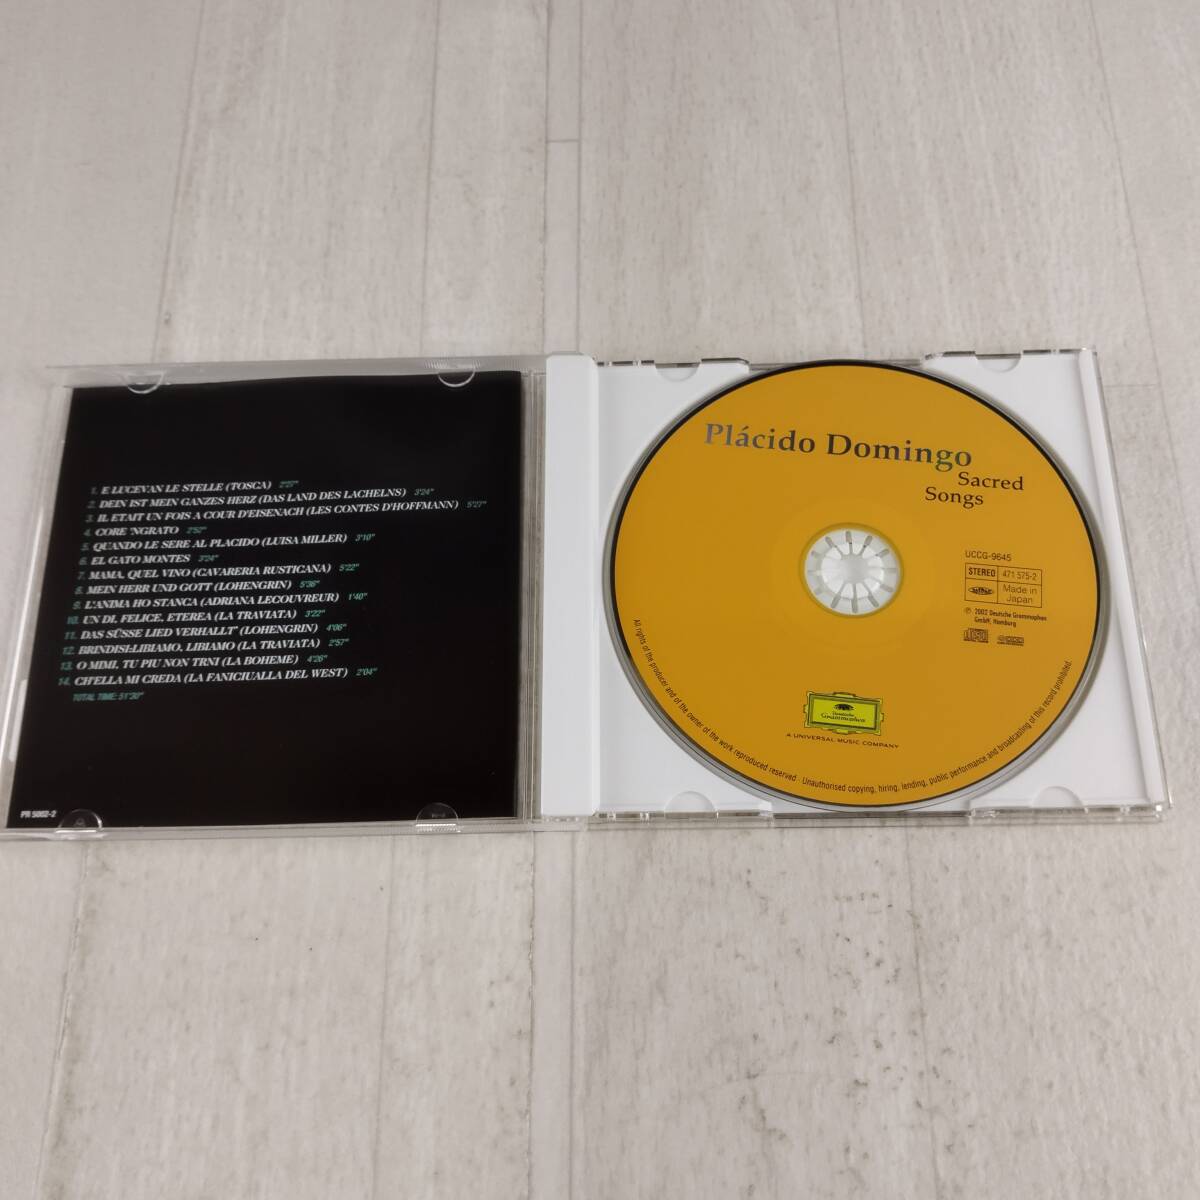 1. E LUCEVAN LE STELLE (TOSCA) 2'27"
2. DEIN IST MEIN GANZES HERZ (DAS LAND DES LACHELNS) 3'24"
3. IL ETAIT UN FOIS A COUR D'EISENACH (LES CONTES D'HOFFMANN) 5'27"
4. CORE 'NGRATO 2'52"
5. QUANDO LE SERE AL PLACIDO (LUISA MILLER) 3'10"
6. EL GATO MONTES 3'24"
7. MAMA, QUEL VINO (CAVARERIA RUSTICANA) 5'22"
8. MEIN HERR UND GOTT (LOHENGRIN) 5'36"
9. L'ANIMA HO STANCA (ADRIANA LECOUVREUR) 1'40"
10. UN DI, FELICE, ETEREA (LA TRAVIATA) 3'22"
11. DAS SÜSSE LIED VERHALLT' (LOHENGRIN) 4'06"
12. BRINDISI:LIBIAMO, LIBIAMO (LA TRAVIATA) 2'57"
13. O MIMI, TU PIU NON TRNI (LA BOHEME) 4'26"
14. CH'ELLA MI CREDA (LA FANICIUALLA DEL WEST) 2'04"
TOTAL TIME: 51'30"
PR 5002-2
Plácido Domingo
Sacred
Songs
UCCG-9645
STEREO 471 575-2
Made in
Japan
℗ 2002 Deutsche Grammophon
GmbH, Hamburg
Deutsche
Grammophon
A UNIVERSAL MUSIC COMPANY
All rights of the producer and of the owner of the work reproduced reserved · Unauthorised copying, hiring, lending, public performance and broadcasting of this record prohibited.